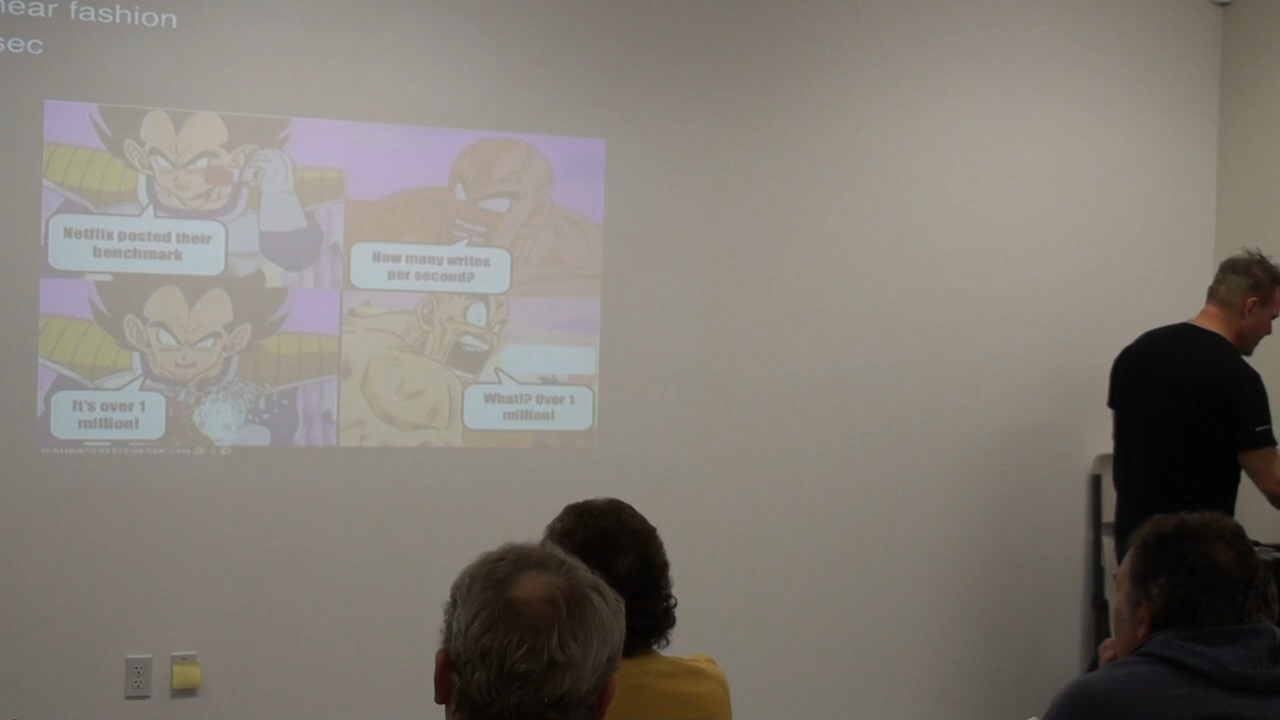 near fashion
sec
Netflix posted their
benchmark
How many writes
per second?
It's over 1
million!
What!? Over 1
million!